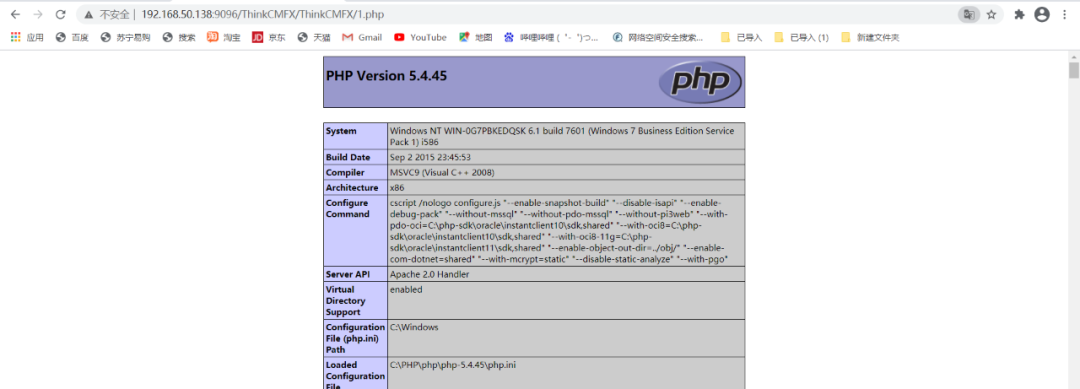 不安全 | 192.168.50.138:9096/ThinkCMFX/ThinkCMFX/1.php
应用 百度 苏宁易购 搜索 淘宝 JD 京东 天猫 Gmail YouTube 地图 哔哩哔哩 ( ゜- ゜)つ... 网络空间安全搜索... 已导入 已导入 (1) 新建文件夹
PHP Version 5.4.45
php
System
Windows NT WIN-0G7PBKEDQSK 6.1 build 7601 (Windows 7 Business Edition Service
Pack 1) i586
Build Date
Sep 2 2015 23:45:53
Compiler
MSVC9 (Visual C++ 2008)
Architecture
x86
Configure
Command
cscript /nologo configure.js "--enable-snapshot-build" "--disable-isapi" "--enable-
debug-pack" "--without-mssql" "--without-pdo-mssql" "--without-pi3web" "--with-
pdo-oci=C:\php-sdk\oracle\instantclient10\sdk,shared" "--with-oci8=C:\php-
sdk\oracle\instantclient10\sdk,shared" "--with-oci8-11g=C:\php-
sdk\oracle\instantclient11\sdk,shared" "--enable-object-out-dir=../obj/" "--enable-
com-dotnet=shared" "--with-mcrypt=static" "--disable-static-analyze" "--with-pgo"
Server API
Apache 2.0 Handler
Virtual
Directory
Support
enabled
Configuration
File (php.ini)
Path
C:\Windows
Loaded
Configuration
File
C:\PHP\php\php-5.4.45\php.ini